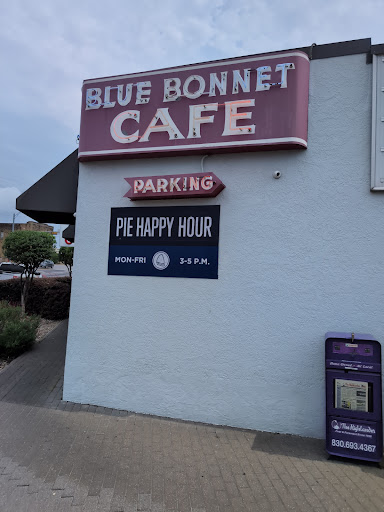 BLUE BONNET
CAFE
PARKING
PIE HAPPY HOUR
MON-FRI 3-5 P.M.
The Highlander
830.693.4367